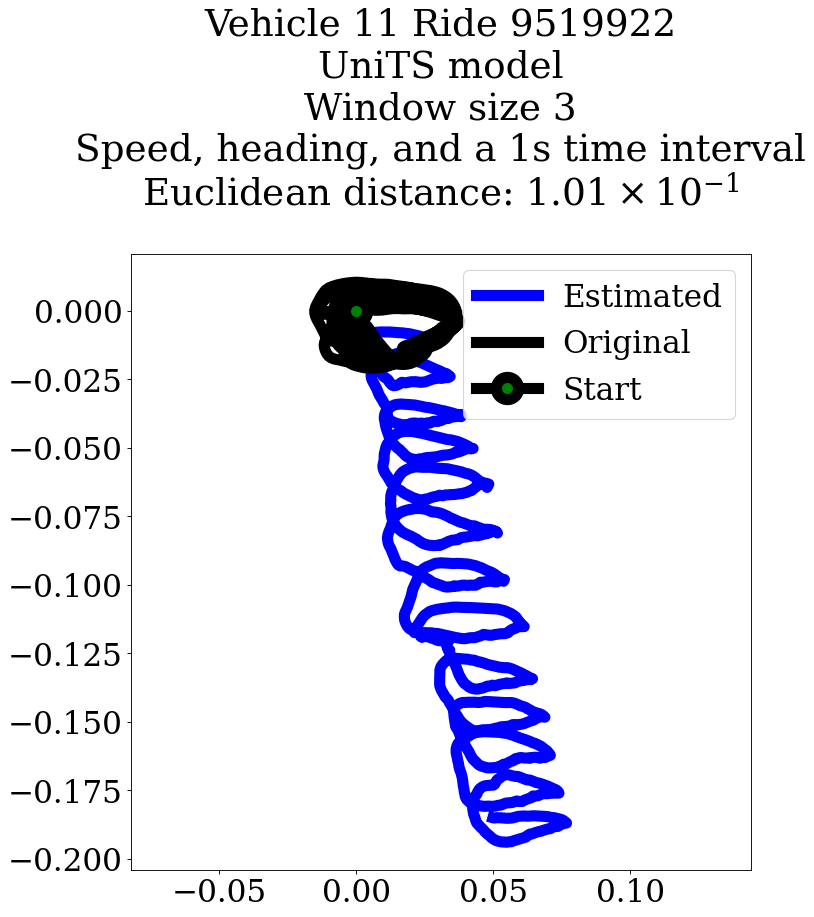 Vehicle 11 Ride 9519922
UniTS model
Window size 3
Speed, heading, and a 1s time interval
Euclidean distance: 1.01 × 10⁻¹
Estimated
Original
Start
0.000
−0.025
−0.050
−0.075
−0.100
−0.125
−0.150
−0.175
−0.200
−0.05 0.00 0.05 0.10